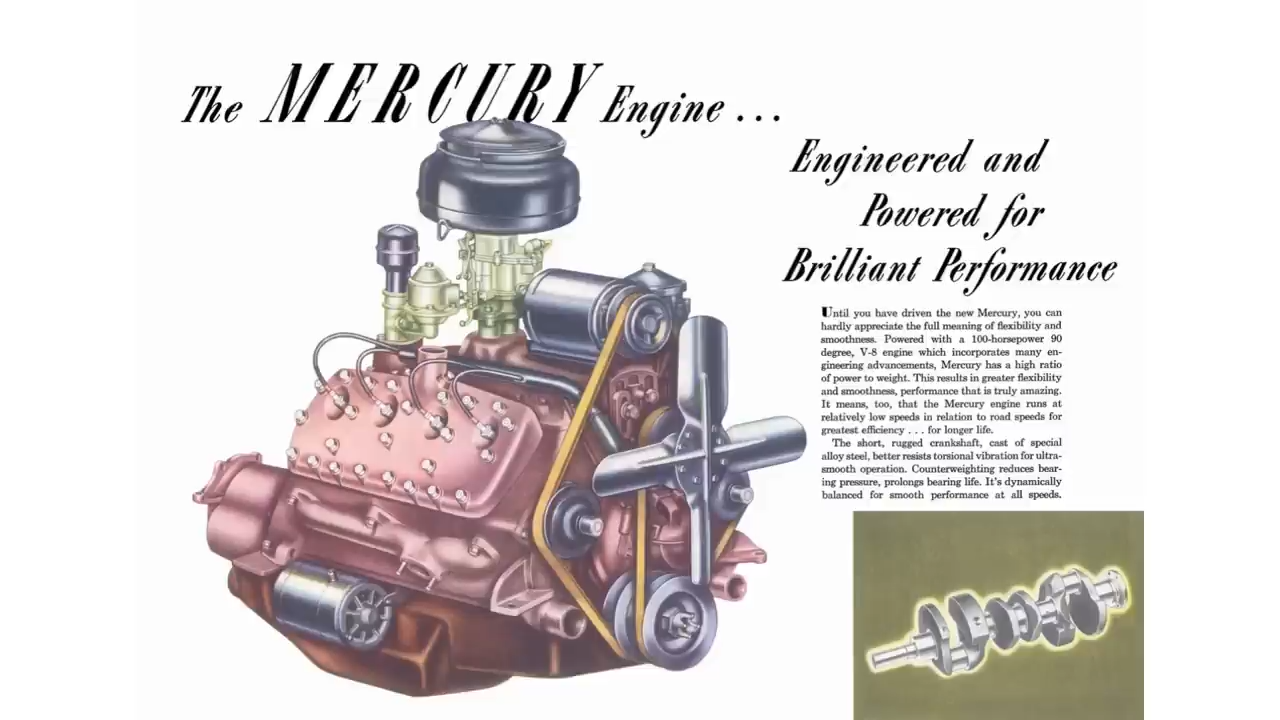 The MERCURY Engine ...
Engineered and
Powered for
Brilliant Performance
Until you have driven the new Mercury, you can
hardly appreciate the full meaning of flexibility and
smoothness. Powered with a 100-horsepower 90
degree, V-8 engine which incorporates many en-
gineering advancements, Mercury has a high ratio
of power to weight. This results in greater flexibility
and smoothness, performance that is truly amazing.
It means, too, that the Mercury engine runs at
relatively low speeds in relation to road speeds for
greatest efficiency . . . for longer life.
The short, rugged crankshaft, cast of special
alloy steel, better resists torsional vibration for ultra-
smooth operation. Counterweighting reduces bear-
ing pressure, prolongs bearing life. It's dynamically
balanced for smooth performance at all speeds.